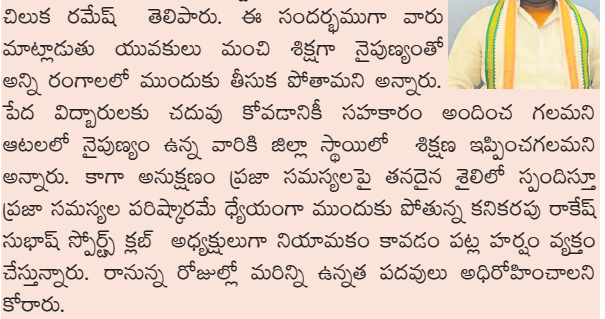 చిలుక రమేష్ తెలిపారు. ఈ సందర్భముగా వారు
మాట్లాడుతు యువకులు మంచి శిక్షగా నైపుణ్యంతో
అన్ని రంగాలలో ముందుకు తీసుక పోతామని అన్నారు.
పేద విద్భారులకు చదువు కోవడానికీ సహకారం అందించ గలమని
ఆటలలో నైపుణ్యం ఉన్న వారికి జిల్లా స్థాయిలో శిక్షణ ఇప్పించగలమని
అన్నారు. కాగా అనుక్షణం ప్రజా సమస్యలపై తనదైన శైలిలో స్పందిస్తూ
ప్రజా సమస్యల పరిష్కారమే ధ్యేయంగా ముందుకు పోతున్న కనికరపు రాకేష్
సుభాష్ స్పోర్ట్స్ క్లబ్ అధ్యక్షులుగా నియామకం కావడం పట్ల హర్షం వ్యక్తం
చేస్తున్నారు. రానున్న రోజుల్లో మరిన్ని ఉన్నత పదవులు అధిరోహించాలని
కోరారు.